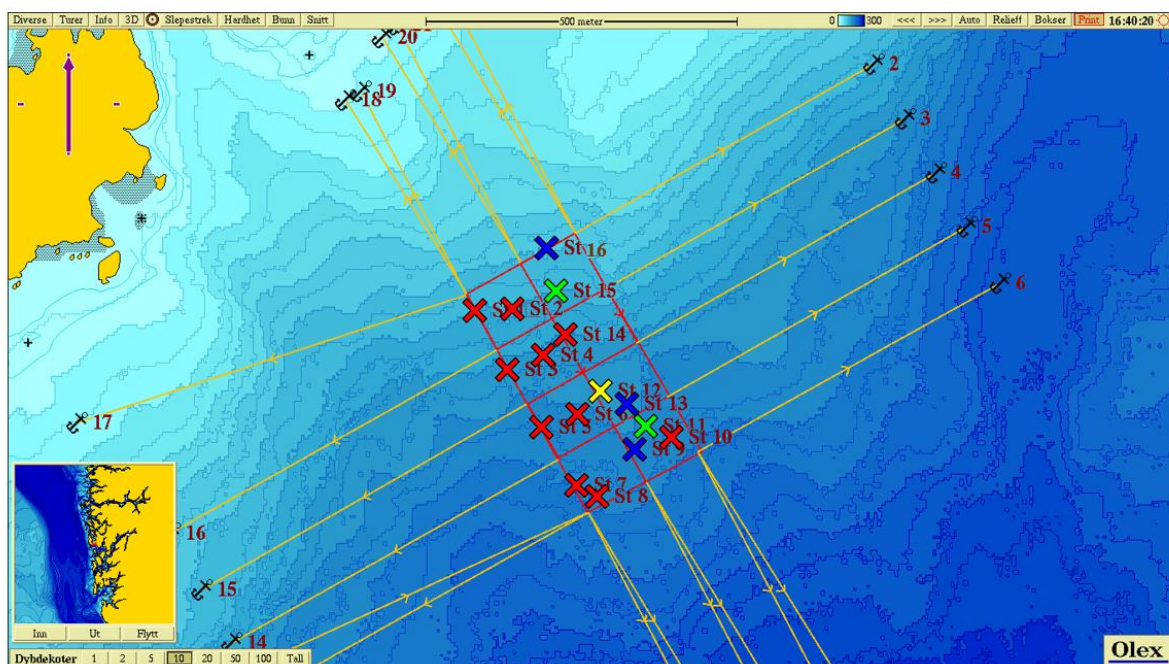 Diverse Turer Info 3D Slepestrek Hardhet Bunn Snitt 500 meter 0 300 <<< >>> Auto Relieff Bokser Print 16:40:20
20
2
19
18
3
4
5
St 16
6
St 15
St 2
St 14
St 4
St 3
St 12
St 13
17
St 11
St 10
St 9
St 7
St 8
16
15
Inn Ut Flytt
14
Olex
Dybdekoter 1 2 5 10 20 50 100 Tall